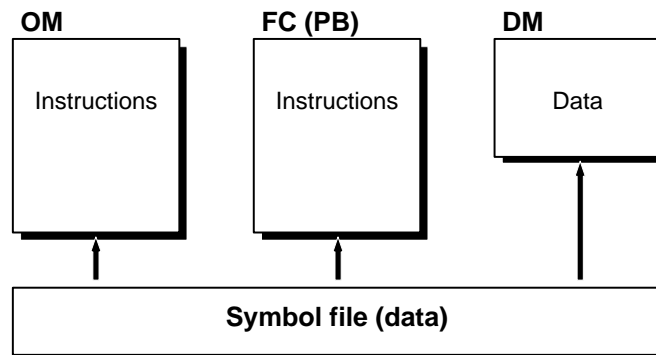 OM FC (PB) DM
Instructions Instructions Data
Symbol file (data)